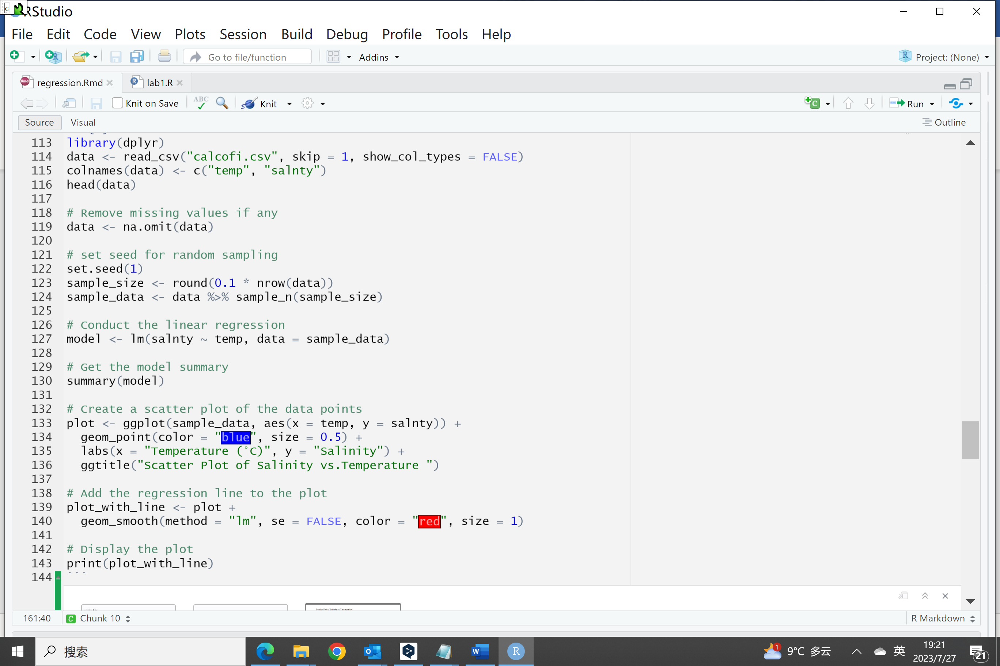 RStudio
File Edit Code View Plots Session Build Debug Profile Tools Help
Go to file/function Addins Project: (None)
regression.Rmd lab1.R
Knit on Save ABC Knit Run
Source Visual Outline
113 library(dplyr)
114 data <- read_csv("calcofi.csv", skip = 1, show_col_types = FALSE)
115 colnames(data) <- c("temp", "salnty")
116 head(data)
117
118 # Remove missing values if any
119 data <- na.omit(data)
120
121 # set seed for random sampling
122 set.seed(1)
123 sample_size <- round(0.1 * nrow(data))
124 sample_data <- data %>% sample_n(sample_size)
125
126 # Conduct the linear regression
127 model <- lm(salnty ~ temp, data = sample_data)
128
129 # Get the model summary
130 summary(model)
131
132 # Create a scatter plot of the data points
133 plot <- ggplot(sample_data, aes(x = temp, y = salnty)) +
134   geom_point(color = "blue", size = 0.5) +
135   labs(x = "Temperature (°C)", y = "Salinity") +
136   ggtitle("Scatter Plot of Salinity vs.Temperature ")
137
138 # Add the regression line to the plot
139 plot_with_line <- plot +
140   geom_smooth(method = "lm", se = FALSE, color = "red", size = 1)
141
142 # Display the plot
143 print(plot_with_line)
144 ```
Scatter Plot of Salinity vs.Temperature
161:40 C Chunk 10 R Markdown
搜索 1 9°C 多云 英 19:21
2023/7/27 21